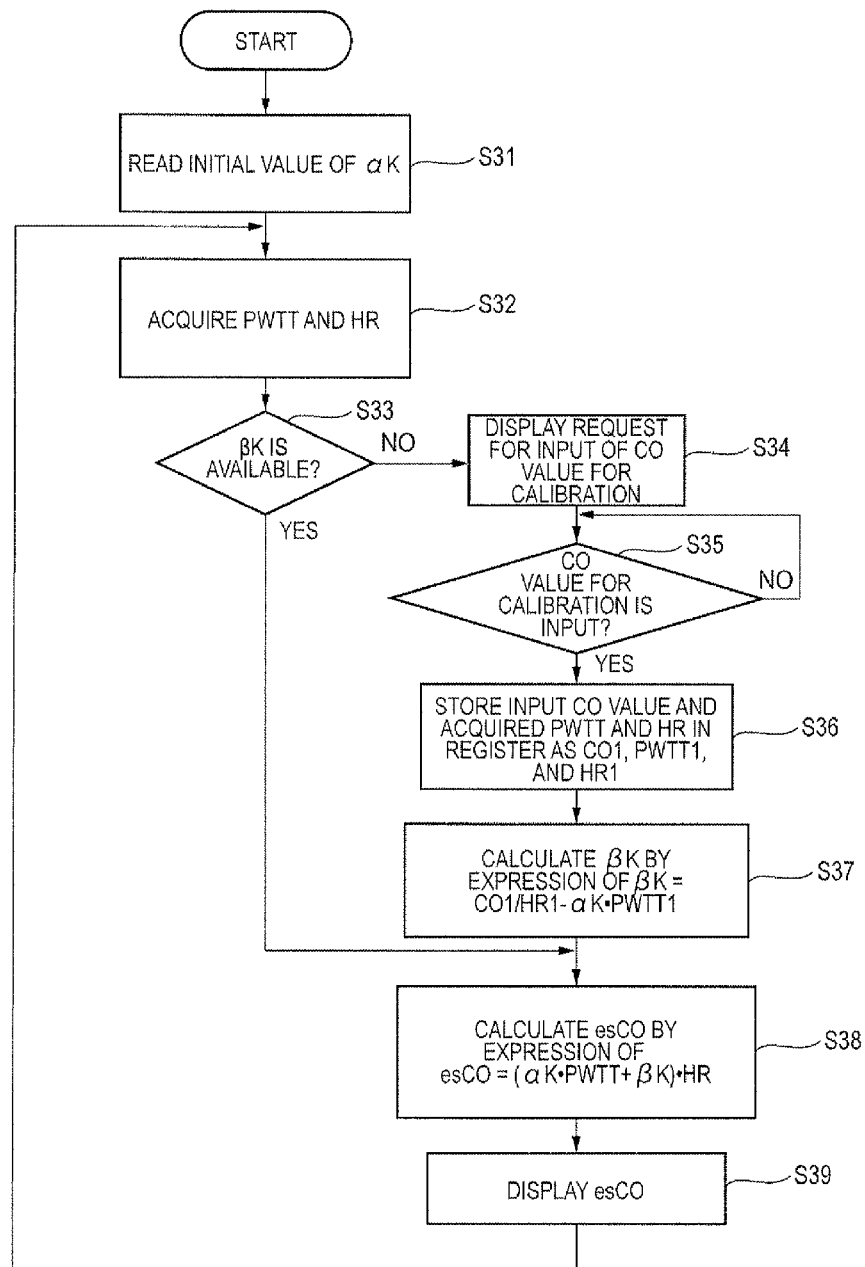 START
READ INITIAL VALUE OF αK
S31
ACQUIRE PWTT AND HR
S32
βK IS
AVAILABLE?
S33
NO
YES
DISPLAY REQUEST
FOR INPUT OF CO
VALUE FOR
CALIBRATION
S34
CO
VALUE FOR
CALIBRATION IS
INPUT?
S35
NO
YES
STORE INPUT CO VALUE AND
ACQUIRED PWTT AND HR IN
REGISTER AS CO1, PWTT1,
AND HR1
S36
CALCULATE βK BY
EXPRESSION OF βK =
CO1/HR1-αK•PWTT1
S37
CALCULATE esCO BY
EXPRESSION OF
esCO = (αK•PWTT+βK)•HR
S38
DISPLAY esCO
S39